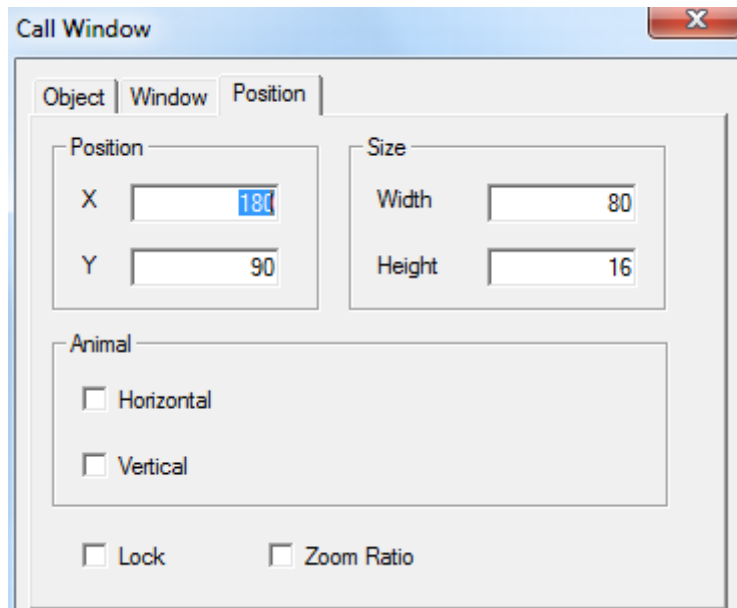 Call Window
Object Window Position
Position
X 180
Y 90
Size
Width 80
Height 16
Animal
Horizontal
Vertical
Lock Zoom Ratio